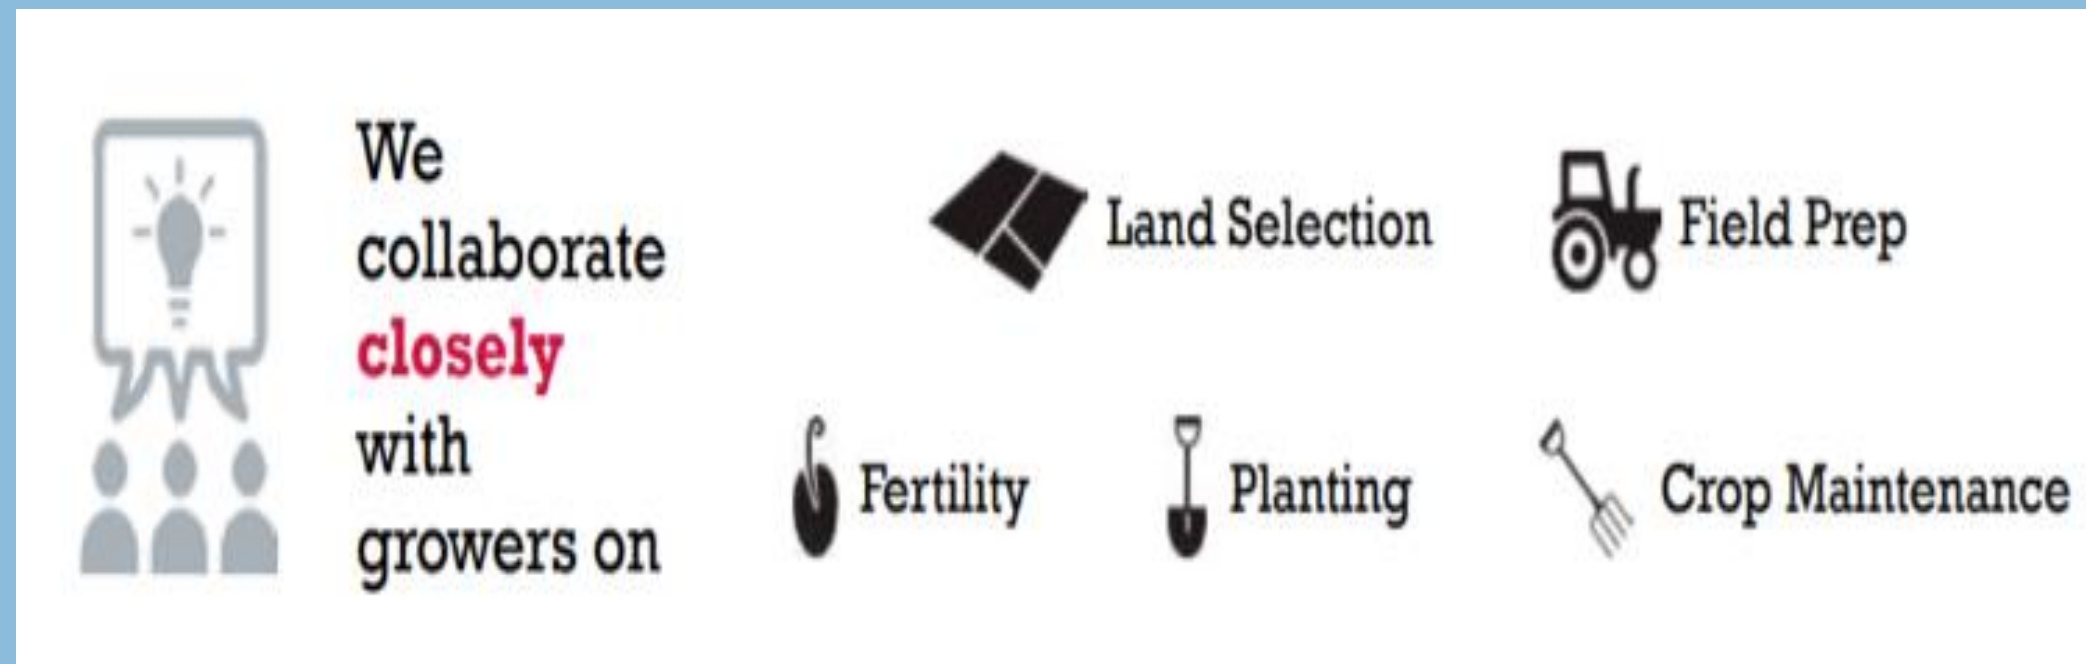 We
collaborate
closely
with
growers on
Land Selection
Field Prep
Fertility
Planting
Crop Maintenance